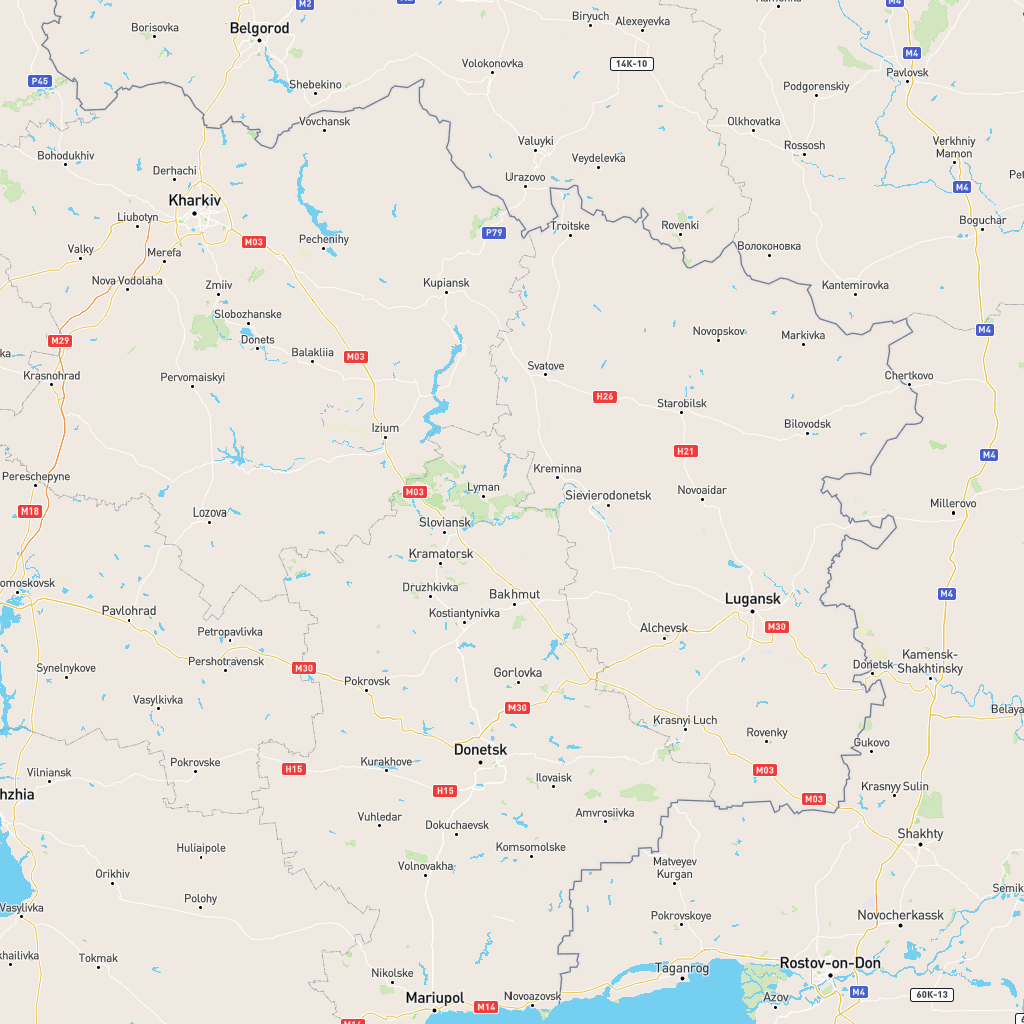 M2
Biryuch
Alexeyevka
M4
Borisovka
Belgorod
M4
14K-10
Volokonovka
Pavlovsk
P45
Shebekino
Podgorenskiy
Vovchansk
Olkhovatka
Valuyki
Verkhniy
Mamon
Rossosh
Bohodukhiv
Veydelevka
Derhachi
Urazovo
M4
Kharkiv
Liubotyn
Boguchar
Troitske
Rovenki
P79
M03
Pechenihy
Волоконовка
Valky
Merefa
Nova Vodolaha
Zmiiv
Kupiansk
Kantemirovka
Slobozhanske
M4
Novopskov
Markivka
M29
Donets
Balakliia
M03
Svatove
Krasnohrad
Pervomaiskyi
Chertkovo
H26
Starobilsk
Izium
Bilovodsk
H21
M4
Kreminna
Pereschepyne
Lyman
M03
Sievierodonetsk
Novoaidar
Millerovo
M18
Lozova
Sloviansk
Kramatorsk
omoskovsk
Druzhkivka
Bakhmut
M4
Lugansk
Pavlohrad
Kostiantynivka
Alchevsk
M30
Petropavlivka
Pershotravensk
M30
Kamensk-
Shakhtinsky
Synelnykove
Donetsk
Gorlovka
Pokrovsk
Vasylkivka
M30
Belaya
Krasnyi Luch
Rovenky
Gukovo
Donetsk
Pokrovske
Kurakhove
H15
M03
Vilniansk
Ilovaisk
H15
Krasnyy Sulin
hzhia
M03
Vuhledar
Dokuchaevsk
Amvrosiivka
Shakhty
Huliaipole
Komsomolske
Matveyev
Kurgan
Volnovakha
Orikhiv
Semik
Polohy
Vasylivka
Pokrovskoye
Novocherkassk
khailivka
Tokmak
Nikolske
Taganrog
Rostov-on-Don
Mariupol
M14
Novoazovsk
Azov
M4
60K-13